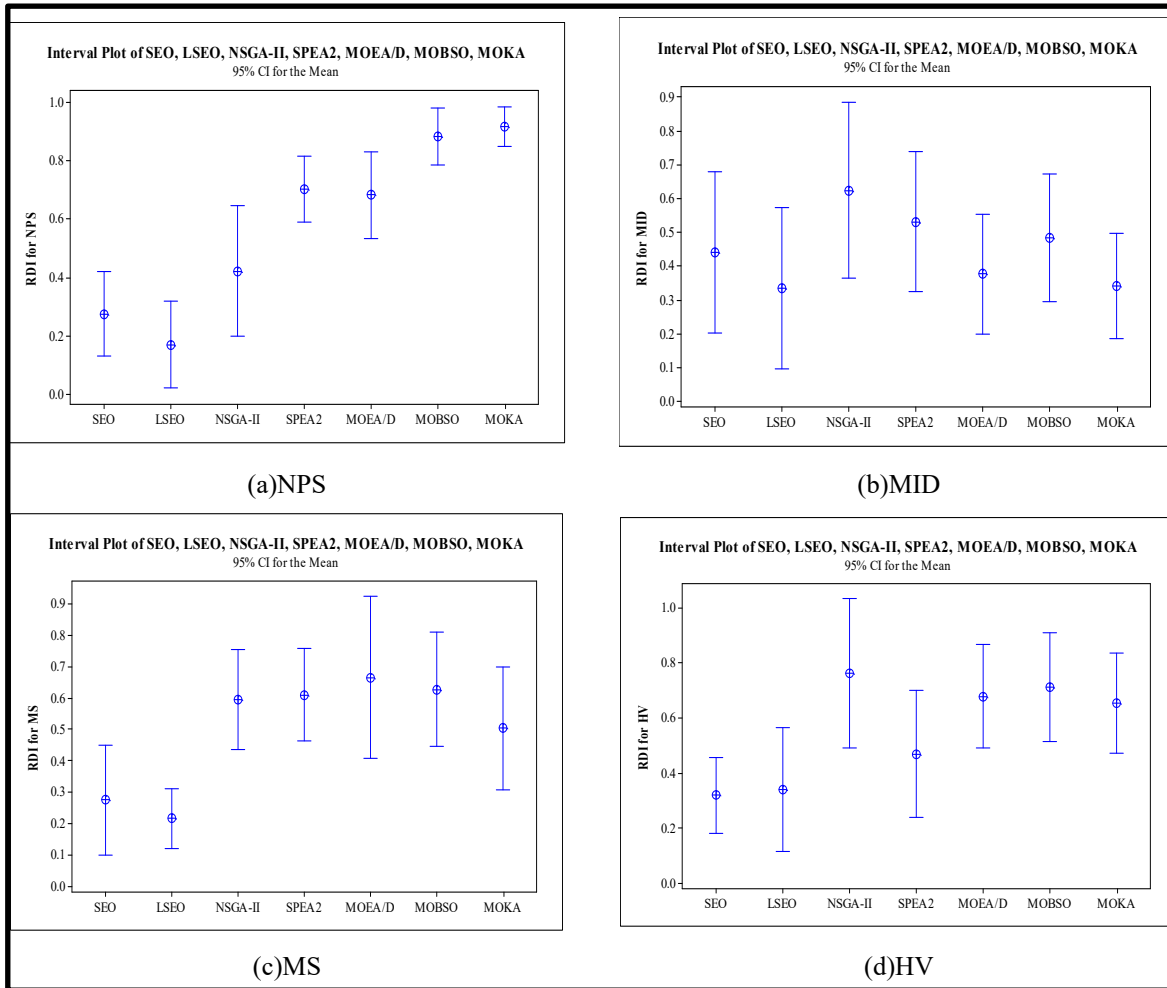 Interval Plot of SEO, LSEO, NSGA-II, SPEA2, MOEA/D, MOBSO, MOKA
95% CI for the Mean
RDI for NPS
1.0
0.8
0.6
0.4
0.2
0.0
SEO LSEO NSGA-II SPEA2 MOEA/D MOBSO MOKA
(a)NPS
Interval Plot of SEO, LSEO, NSGA-II, SPEA2, MOEA/D, MOBSO, MOKA
95% CI for the Mean
RDI for MID
0.9
0.8
0.7
0.6
0.5
0.4
0.3
0.2
0.1
0.0
SEO LSEO NSGA-II SPEA2 MOEA/D MOBSO MOKA
(b)MID
Interval Plot of SEO, LSEO, NSGA-II, SPEA2, MOEA/D, MOBSO, MOKA
95% CI for the Mean
RDI for MS
0.9
0.8
0.7
0.6
0.5
0.4
0.3
0.2
0.1
0.0
SEO LSEO NSGA-II SPEA2 MOEA/D MOBSO MOKA
(c)MS
Interval Plot of SEO, LSEO, NSGA-II, SPEA2, MOEA/D, MOBSO, MOKA
95% CI for the Mean
RDI for HV
1.0
0.8
0.6
0.4
0.2
0.0
SEO LSEO NSGA-II SPEA2 MOEA/D MOBSO MOKA
(d)HV